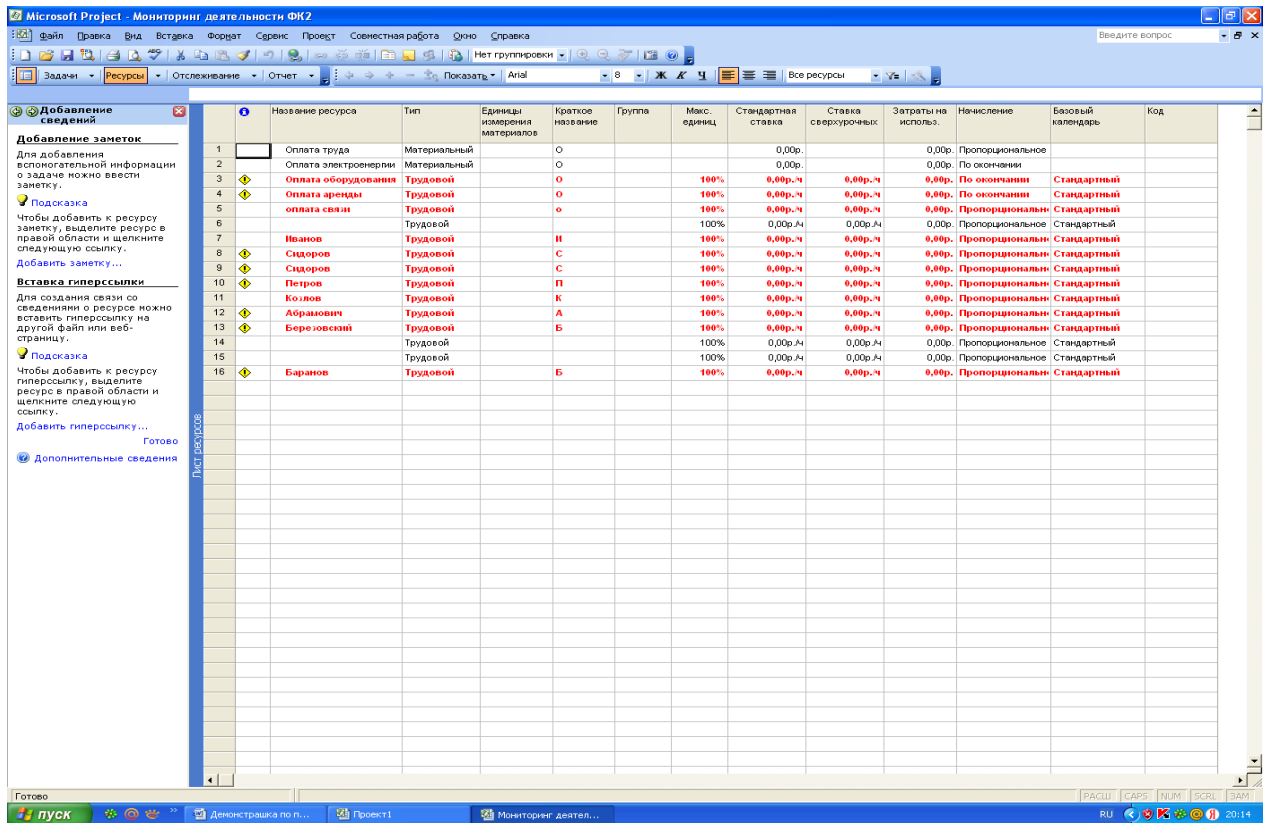 Microsoft Project - Мониторинг деятельности ФК2
Файл Правка Вид Вставка Формат Сервис Проект Совместная работа Окно Справка Введите вопрос
Нет группировки
Задачи Ресурсы Отслеживание Отчет Показать Arial 8 Ж К Ч Все ресурсы
Добавление сведений
Добавление заметок
Для добавления
вспомогательной информации
о задаче можно ввести
заметку.
Подсказка
Чтобы добавить к ресурсу
заметку, выделите ресурс в
правой области и щелкните
следующую ссылку.
Добавить заметку...
Вставка гиперссылки
Для создания связи со
сведениями о ресурсе можно
вставить гиперссылку на
другой файл или веб-
страницу.
Подсказка
Чтобы добавить к ресурсу
гиперссылку, выделите
ресурс в правой области и
щелкните следующую
ссылку.
Добавить гиперссылку...
Готово
Дополнительные сведения
Лист ресурсов
Название ресурса Тип Единицы измерения материалов Краткое название Группа Макс. единиц Стандартная ставка Ставка сверхурочных Затраты на использ. Начисление Базовый календарь Код
1 Оплата труда Материальный О 0,00р. 0,00р. Пропорциональное
2 Оплата электроенергии Материальный О 0,00р. 0,00р. По окончании
3 Оплата оборудования Трудовой О 100% 0,00р./ч 0,00р./ч 0,00р. По окончании Стандартный
4 Оплата аренды Трудовой О 100% 0,00р./ч 0,00р./ч 0,00р. По окончании Стандартный
5 оплата связи Трудовой о 100% 0,00р./ч 0,00р./ч 0,00р. Пропорциональн Стандартный
6 Трудовой 100% 0,00р./ч 0,00р./ч 0,00р. Пропорциональное Стандартный
7 Иванов Трудовой И 100% 0,00р./ч 0,00р./ч 0,00р. Пропорциональн Стандартный
8 Сидоров Трудовой С 100% 0,00р./ч 0,00р./ч 0,00р. Пропорциональн Стандартный
9 Сидоров Трудовой С 100% 0,00р./ч 0,00р./ч 0,00р. Пропорциональн Стандартный
10 Петров Трудовой П 100% 0,00р./ч 0,00р./ч 0,00р. Пропорциональн Стандартный
11 Козлов Трудовой К 100% 0,00р./ч 0,00р./ч 0,00р. Пропорциональн Стандартный
12 Абрамович Трудовой А 100% 0,00р./ч 0,00р./ч 0,00р. Пропорциональн Стандартный
13 Березовский Трудовой Б 100% 0,00р./ч 0,00р./ч 0,00р. Пропорциональн Стандартный
14 Трудовой 100% 0,00р./ч 0,00р./ч 0,00р. Пропорциональное Стандартный
15 Трудовой 100% 0,00р./ч 0,00р./ч 0,00р. Пропорциональное Стандартный
16 Баранов Трудовой Б 100% 0,00р./ч 0,00р./ч 0,00р. Пропорциональн Стандартный
Готово РАСШ CAPS NUM SCRL ЗАМ
пуск Демонстрашка по п... Проект1 Мониторинг деятел... RU 20:14